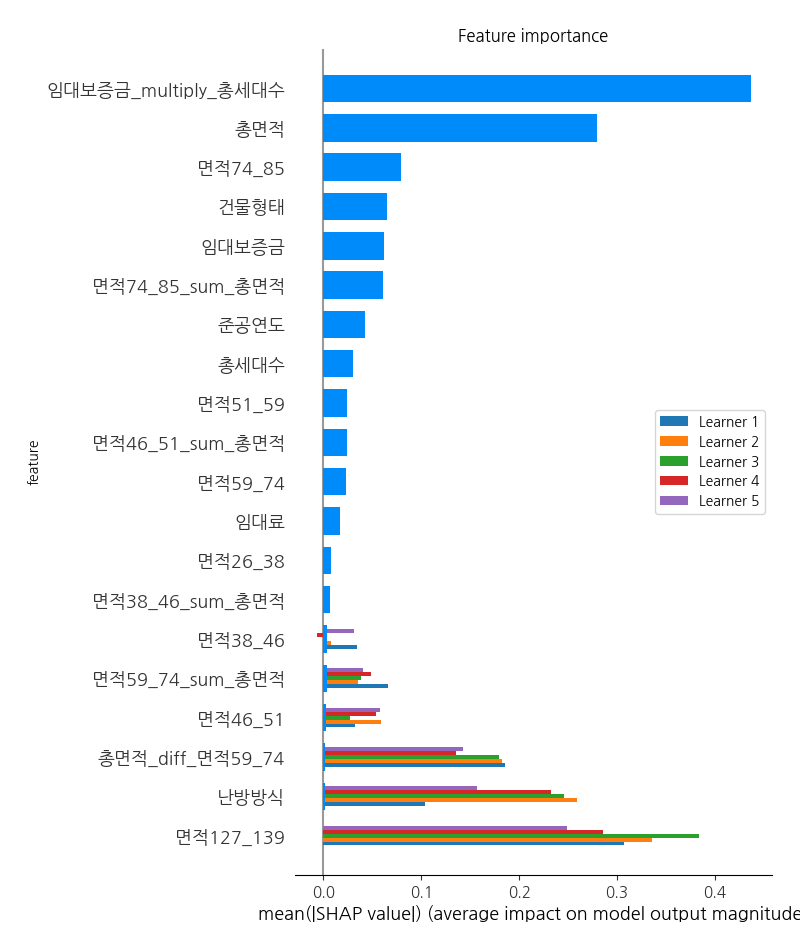 Feature importance
임대보증금_multiply_총세대수
총면적
면적74_85
건물형태
임대보증금
면적74_85_sum_총면적
준공연도
총세대수
면적51_59
면적46_51_sum_총면적
면적59_74
임대료
면적26_38
면적38_46_sum_총면적
면적38_46
면적59_74_sum_총면적
면적46_51
총면적_diff_면적59_74
난방방식
면적127_139
feature
Learner 1
Learner 2
Learner 3
Learner 4
Learner 5
0.0 0.1 0.2 0.3 0.4
mean(|SHAP value|) (average impact on model output magnitude